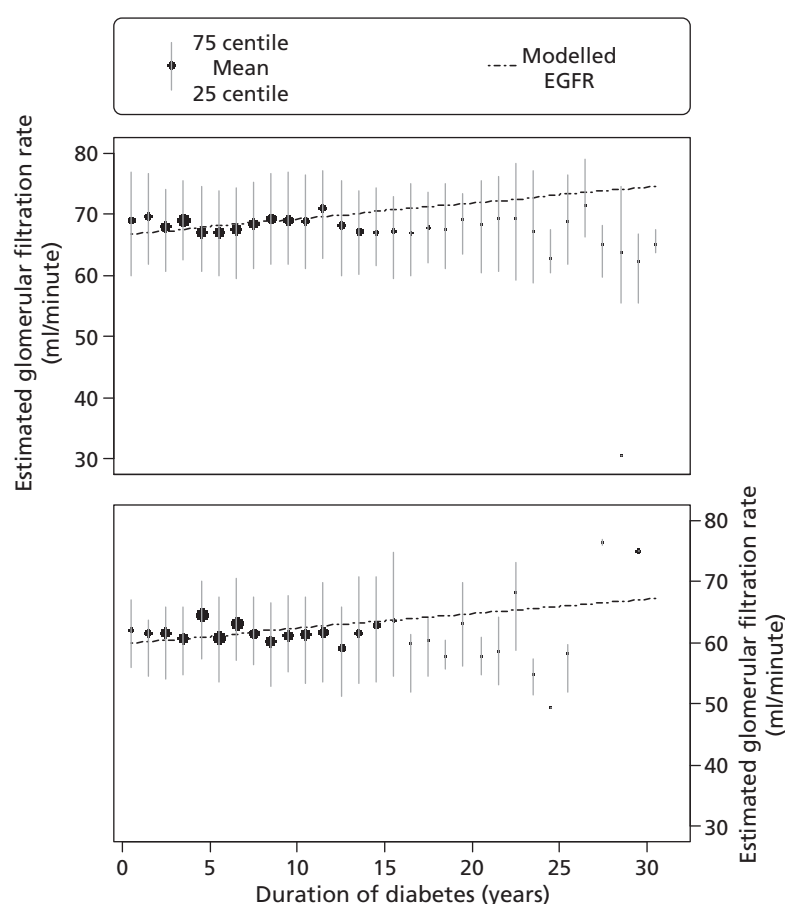 75 centile
Mean
25 centile
Modelled
EGFR
Estimated glomerular filtration rate
(ml/minute)
80
70
60
50
40
30
Estimated glomerular filtration rate
(ml/minute)
80
70
60
50
40
30
0 5 10 15 20 25 30
Duration of diabetes (years)